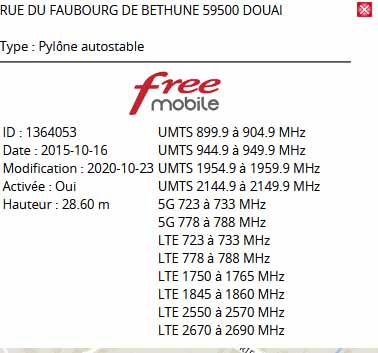 RUE DU FAUBOURG DE BETHUNE 59500 DOUAI
Type : Pylône autostable
free
mobile
ID : 1364053 UMTS 899.9 à 904.9 MHz
Date : 2015-10-16 UMTS 944.9 à 949.9 MHz
Modification : 2020-10-23 UMTS 1954.9 à 1959.9 MHz
Activée : Oui UMTS 2144.9 à 2149.9 MHz
Hauteur : 28.60 m 5G 723 à 733 MHz
5G 778 à 788 MHz
LTE 723 à 733 MHz
LTE 778 à 788 MHz
LTE 1750 à 1765 MHz
LTE 1845 à 1860 MHz
LTE 2550 à 2570 MHz
LTE 2670 à 2690 MHz